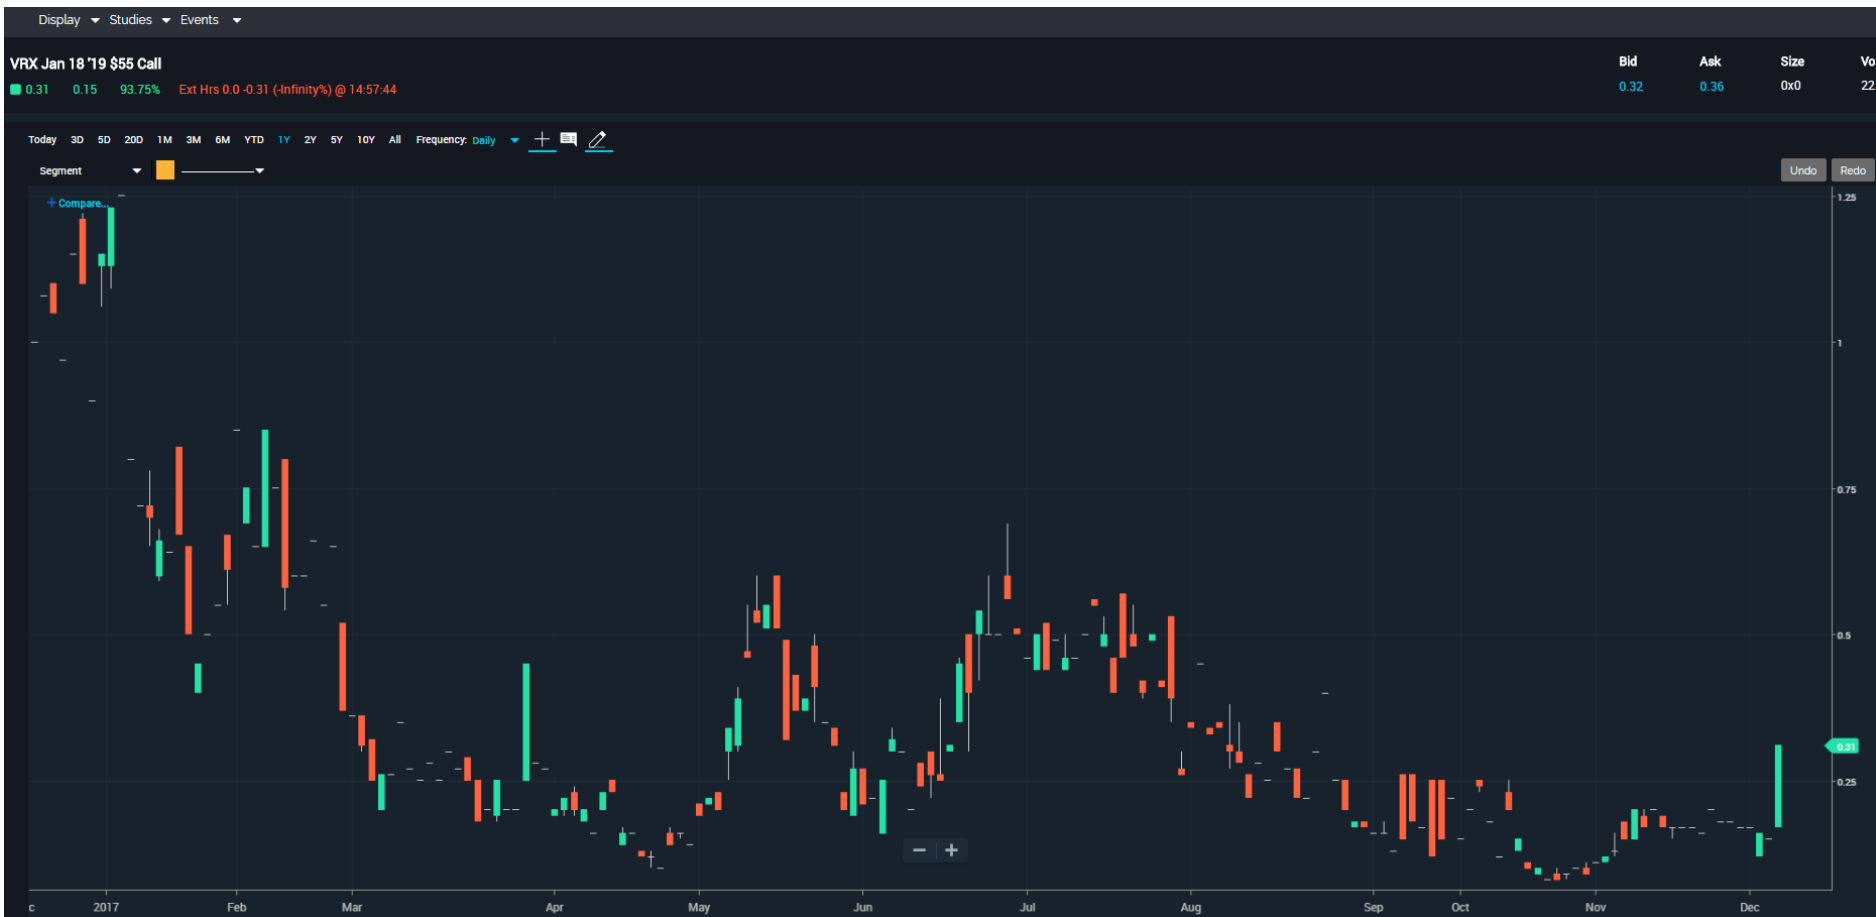 Display Studies Events
VRX Jan 18 '19 $55 Call
0.31 0.15 93.75% Ext Hrs 0.0 -0.31 (-Infinity%) @ 14:57:44
Bid Ask Size Vo
0.32 0.36 0x0 22
Today 3D 5D 20D 1M 3M 6M YTD 1Y 2Y 5Y 10Y All Frequency: Daily
Segment
Undo Redo
+ Compare...
1.25
1
0.75
0.5
0.31
0.25
− +
c 2017 Feb Mar Apr May Jun Jul Aug Sep Oct Nov Dec